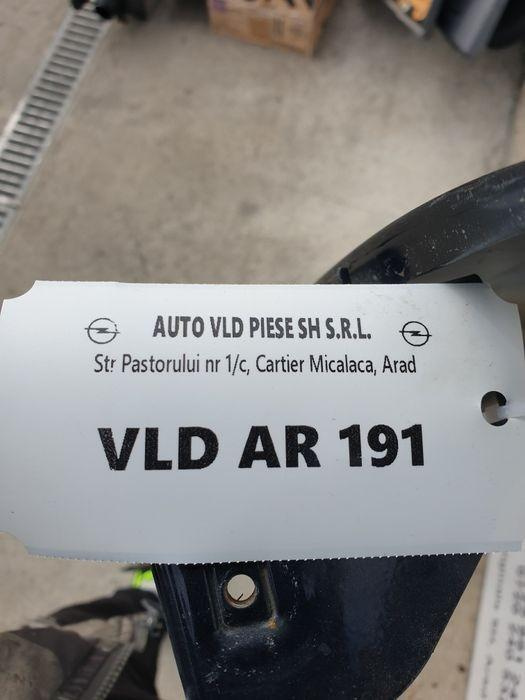 AUTO VLD PIESE SH S.R.L.
Str Pastorului nr 1/c, Cartier Micalaca, Arad
VLD AR 191